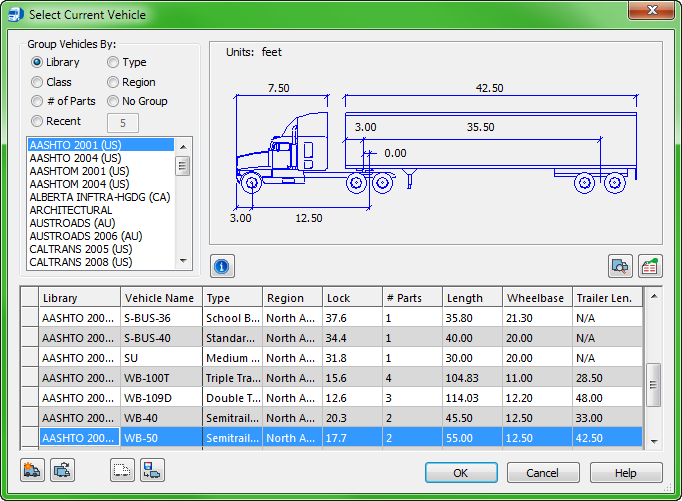 Select Current Vehicle
Group Vehicles By:
Library Type
Class Region
# of Parts No Group
Recent 5
AASHTO 2001 (US)
AASHTO 2004 (US)
AASHTOM 2001 (US)
AASHTOM 2004 (US)
ALBERTA INFTRA-HGDG (CA)
ARCHITECTURAL
AUSTROADS (AU)
AUSTROADS 2006 (AU)
CALTRANS 2005 (US)
CALTRANS 2008 (US)
Units: feet
7.50 42.50
3.00 35.50
0.00
3.00 12.50
Library Vehicle Name Type Region Lock # Parts Length Wheelbase Trailer Len.
AASHTO 200... S-BUS-36 School B... North A... 37.6 1 35.80 21.30 N/A
AASHTO 200... S-BUS-40 Standar... North A... 34.4 1 40.00 20.00 N/A
AASHTO 200... SU Medium ... North A... 31.8 1 30.00 20.00 N/A
AASHTO 200... WB-100T Triple Tra... North A... 15.6 4 104.83 11.00 28.50
AASHTO 200... WB-109D Double T... North A... 12.6 3 114.03 12.20 48.00
AASHTO 200... WB-40 Semitrail... North A... 20.3 2 45.50 12.50 33.00
AASHTO 200... WB-50 Semitrail... North A... 17.7 2 55.00 12.50 42.50
OK Cancel Help